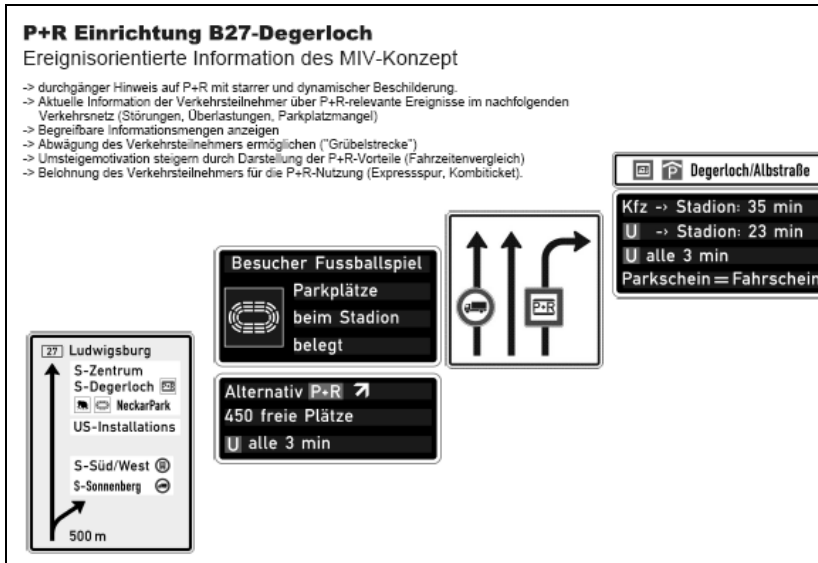 P+R Einrichtung B27-Degerloch
Ereignisorientierte Information des MIV-Konzept
-> durchgänger Hinweis auf P+R mit starrer und dynamischer Beschilderung.
-> Aktuelle Information der Verkehrsteilnehmer über P+R-relevante Ereignisse im nachfolgenden
Verkehrsnetz (Störungen, Überlastungen, Parkplatzmangel)
-> Begreifbare Informationsmengen anzeigen
-> Abwägung des Verkehrsteilnehmers ermöglichen ("Grübelstrecke")
-> Umsteigemotivation steigern durch Darstellung der P+R-Vorteile (Fahrzeitenvergleich)
-> Belohnung des Verkehrsteilnehmers für die P+R-Nutzung (Expressspur, Kombiticket).
27 Ludwigsburg
S-Zentrum
S-Degerloch P+R
NeckarPark
US-Installations
S-Süd/West
S-Sonnenberg
500 m
Besucher Fussballspiel
Parkplätze
beim Stadion
belegt
Alternativ P+R
450 freie Plätze
U alle 3 min
P+R
P Degerloch/Albstraße
Kfz -> Stadion: 35 min
U -> Stadion: 23 min
U alle 3 min
Parkschein = Fahrschein